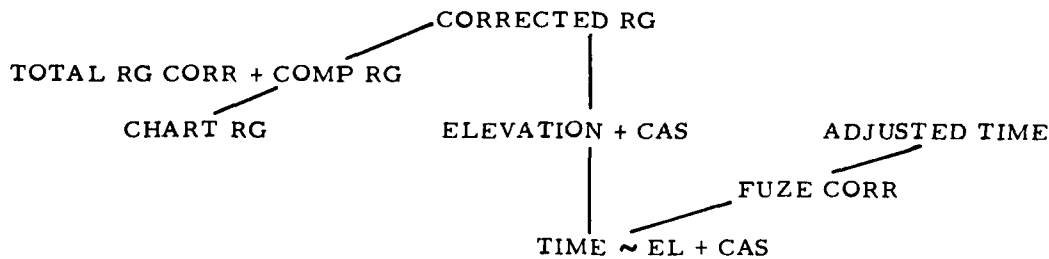 CORRECTED RG
TOTAL RG CORR + COMP RG
CHART RG
ELEVATION + CAS
ADJUSTED TIME
FUZE CORR
TIME ~ EL + CAS